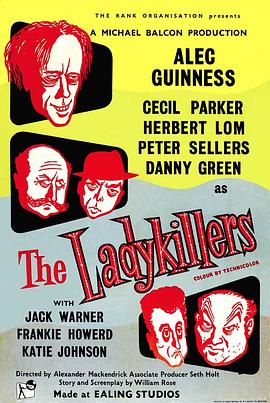 THE RANK ORGANISATION presents
A MICHAEL BALCON PRODUCTION
ALEC
GUINNESS
CECIL PARKER
HERBERT LOM
PETER SELLERS
DANNY GREEN
as
The Ladykillers
COLOUR BY TECHNICOLOR
WITH
JACK WARNER
FRANKIE HOWERD
KATIE JOHNSON
Directed by Alexander Mackendrick Associate Producer Seth Holt
Story and Screenplay by William Rose
Made at EALING STUDIOS